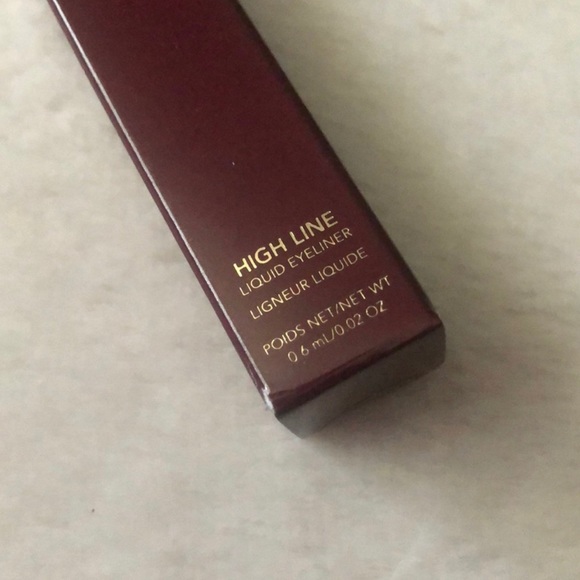 HIGH LINE
LIQUID EYELINER
LIGNEUR LIQUIDE
POIDS NET/NET WT
0.6 mL/0.02 OZ